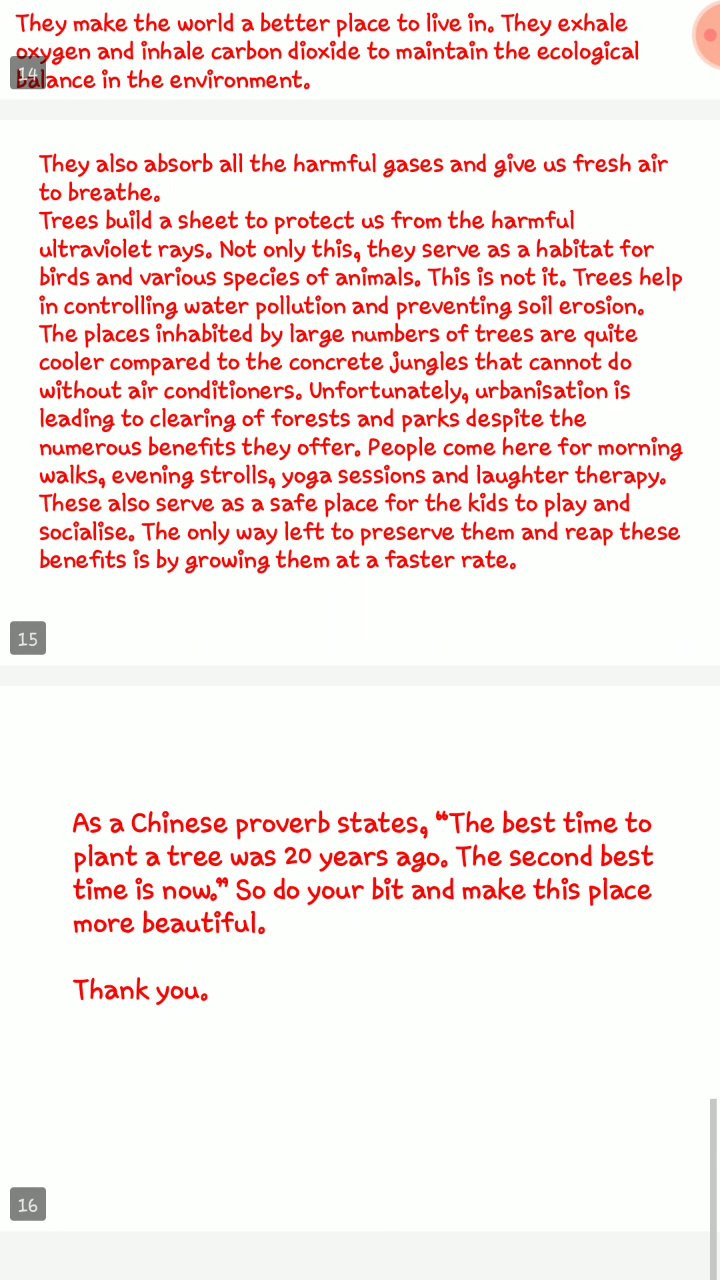 They make the world a better place to live in. They exhale
oxygen and inhale carbon dioxide to maintain the ecological
balance in the environment.
14
They also absorb all the harmful gases and give us fresh air
to breathe.
Trees build a sheet to protect us from the harmful
ultraviolet rays. Not only this, they serve as a habitat for
birds and various species of animals. This is not it. Trees help
in controlling water pollution and preventing soil erosion.
The places inhabited by large numbers of trees are quite
cooler compared to the concrete jungles that cannot do
without air conditioners. Unfortunately, urbanisation is
leading to clearing of forests and parks despite the
numerous benefits they offer. People come here for morning
walks, evening strolls, yoga sessions and laughter therapy.
These also serve as a safe place for the kids to play and
socialise. The only way left to preserve them and reap these
benefits is by growing them at a faster rate.
15
As a Chinese proverb states, “The best time to
plant a tree was 20 years ago. The second best
time is now.” So do your bit and make this place
more beautiful.
Thank you.
16